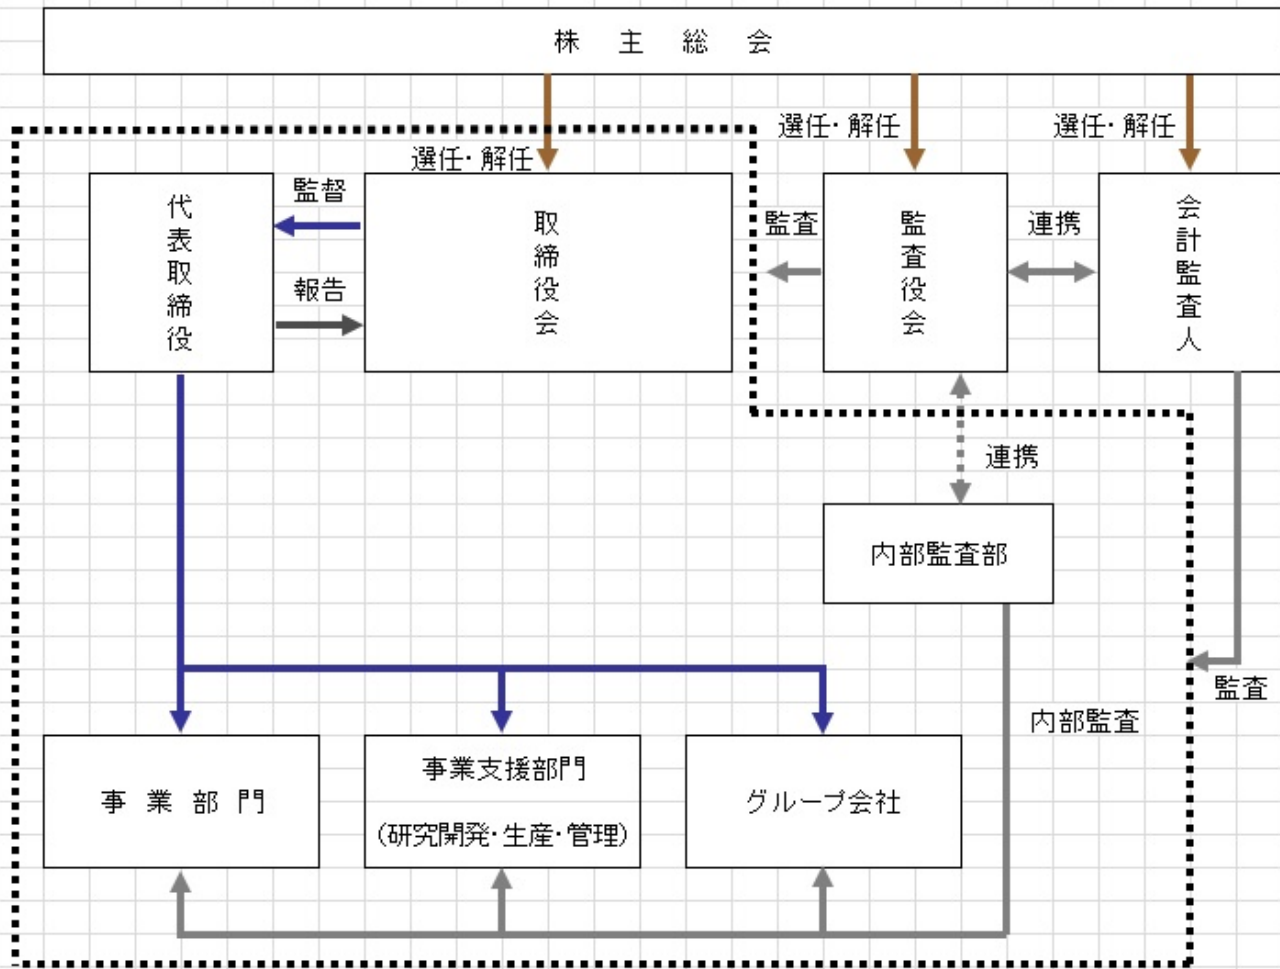 株主総会
選任・解任
選任・解任
選任・解任
代表取締役
監督
報告
取締役会
監査
監査役会
連携
会計監査人
連携
内部監査部
監査
内部監査
事業部門
事業支援部門
(研究開発・生産・管理)
グループ会社